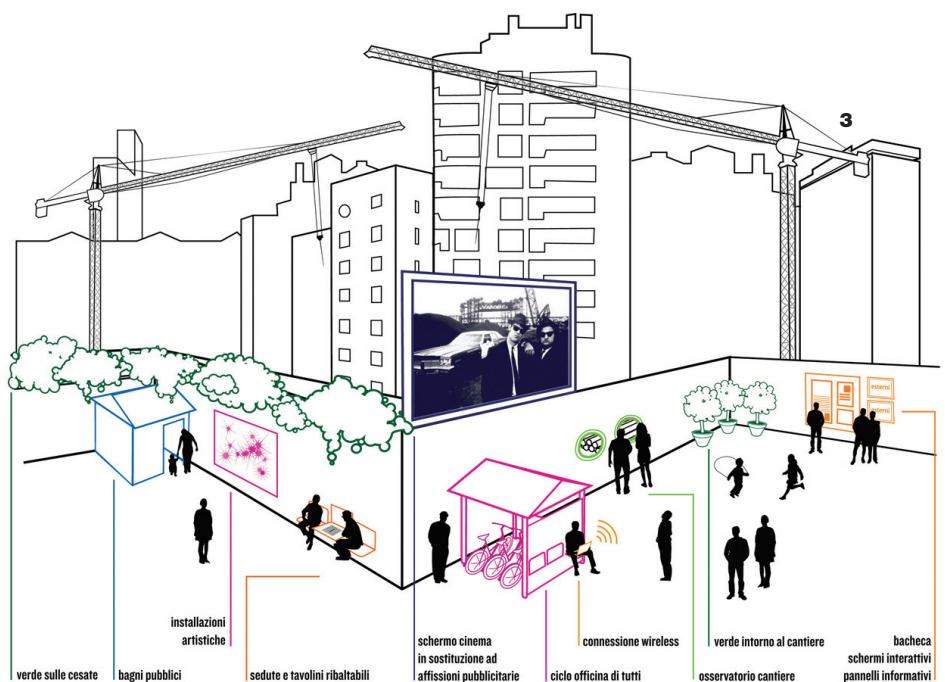 3
esterni
interni
installazioni
artistiche
schermo cinema
in sostituzione ad
affissioni pubblicitarie
connessione wireless
verde intorno al cantiere
bacheca
schermi interattivi
pannelli informativi
verde sulle cesate
bagni pubblici
sedute e tavolini ribaltabili
ciclo officina di tutti
osservatorio cantiere